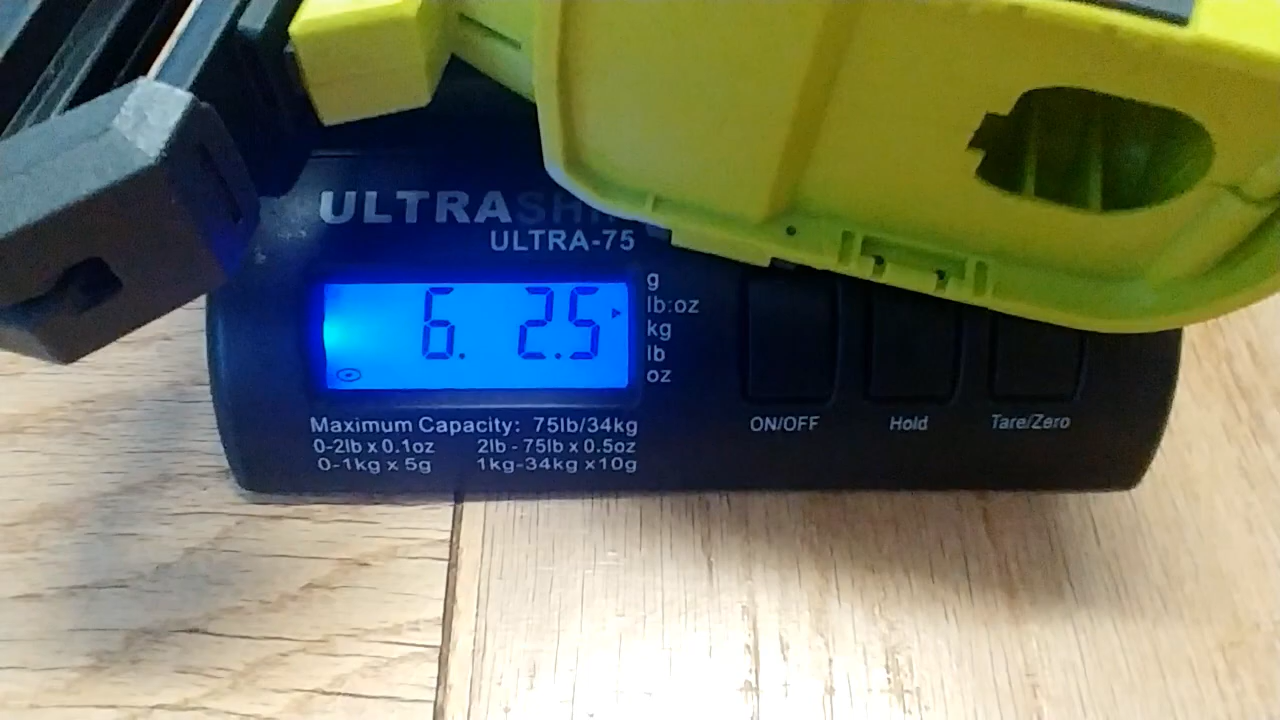 ULTRA
ULTRA-75
6. 2.5
g
lb:oz
kg
lb
oz
Maximum Capacity: 75lb/34kg
0-2lb x 0.1oz 2lb - 75lb x 0.5oz
0-1kg x 5g 1kg-34kg x10g
ON/OFF Hold Tare/Zero